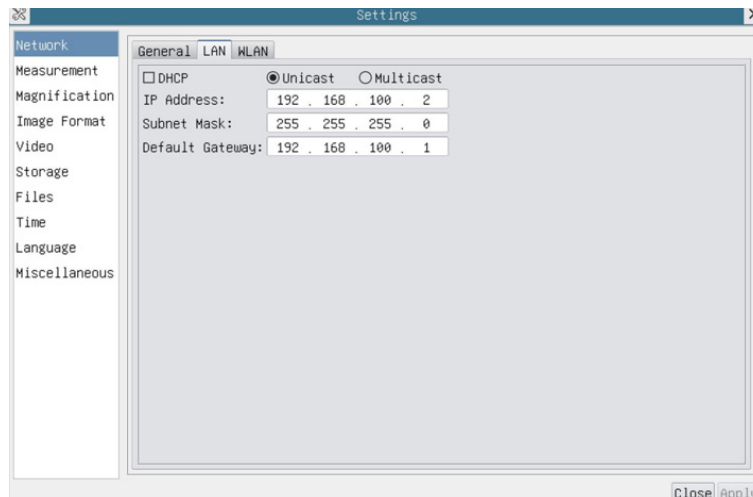 Settings
Network
Measurement
Magnification
Image Format
Video
Storage
Files
Time
Language
Miscellaneous
General LAN WLAN
DHCP Unicast Multicast
IP Address: 192 . 168 . 100 . 2
Subnet Mask: 255 . 255 . 255 . 0
Default Gateway: 192 . 168 . 100 . 1
Close Apply